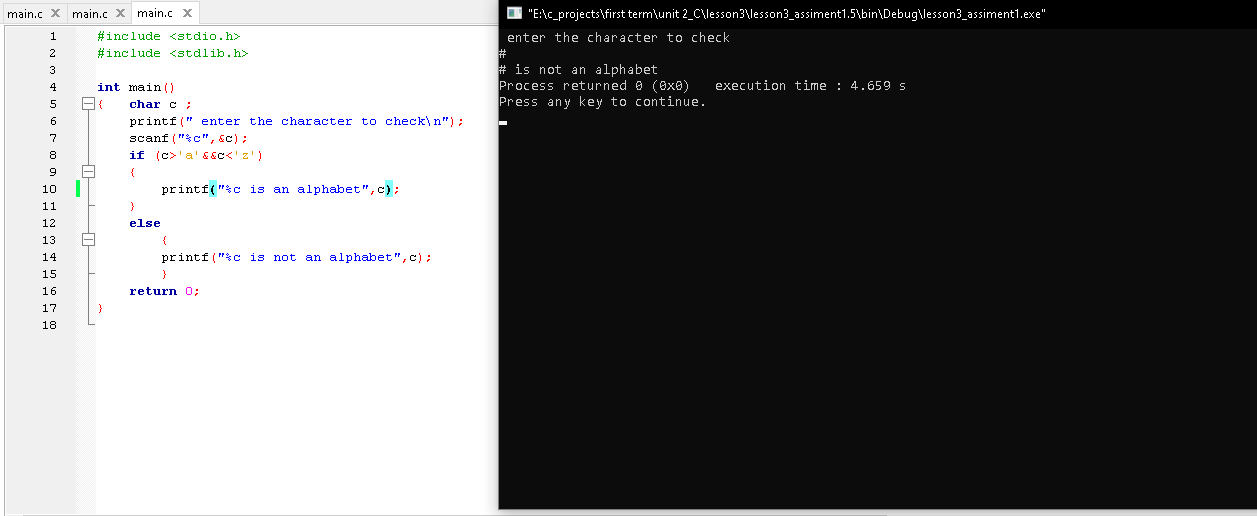 main.c X main.c X main.c X
1 #include <stdio.h>
2 #include <stdlib.h>
3
4 int main()
5 { char c ;
6 printf(" enter the character to check\n");
7 scanf("%c",&c);
8 if (c>'a'&&c<'z')
9 {
10 printf("%c is an alphabet",c);
11 }
12 else
13 {
14 printf("%c is not an alphabet",c);
15 }
16 return 0;
17 }
18
"E:\c_projects\first term\unit 2_C\lesson3\lesson3_assiment1.5\bin\Debug\lesson3_assiment1.exe"
enter the character to check
#
# is not an alphabet
Process returned 0 (0x0)   execution time : 4.659 s
Press any key to continue.